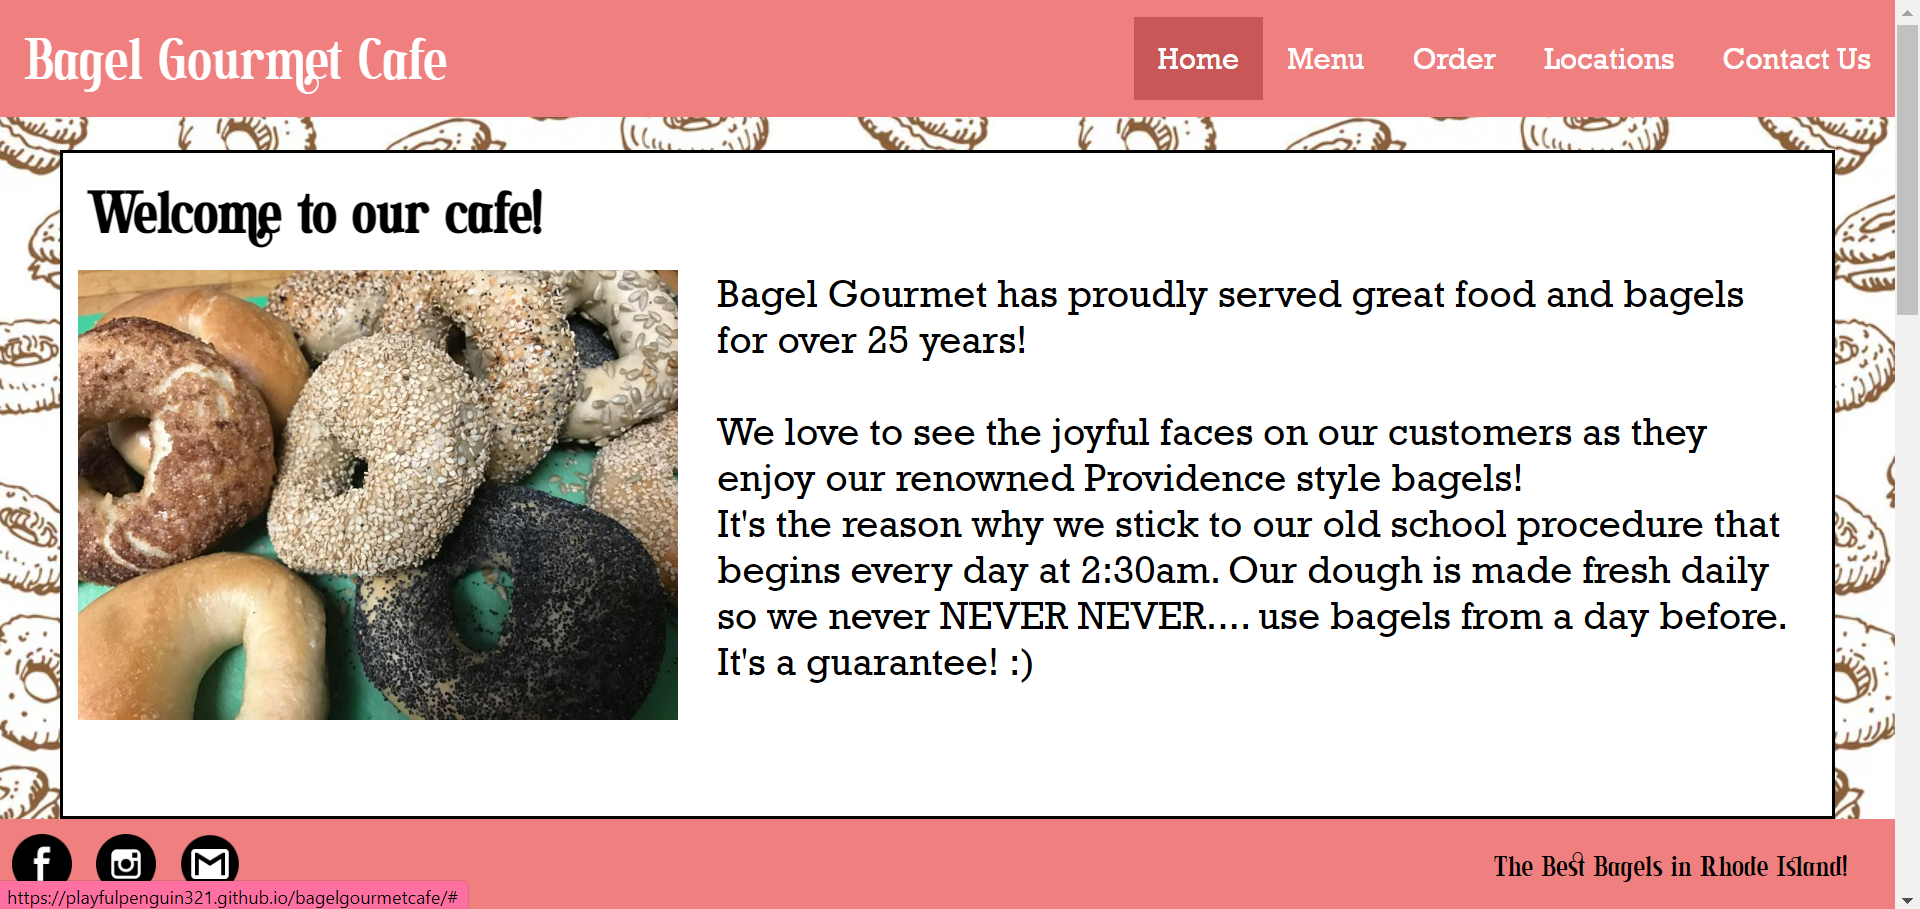 Bagel Gourmet Cafe
Home Menu Order Locations Contact Us
Welcome to our cafe!
Bagel Gourmet has proudly served great food and bagels
for over 25 years!
We love to see the joyful faces on our customers as they
enjoy our renowned Providence style bagels!
It's the reason why we stick to our old school procedure that
begins every day at 2:30am. Our dough is made fresh daily
so we never NEVER NEVER.... use bagels from a day before.
It's a guarantee! :)
The Best Bagels in Rhode Island!
https://playfulpenguin321.github.io/bagelgourmetcafe/#